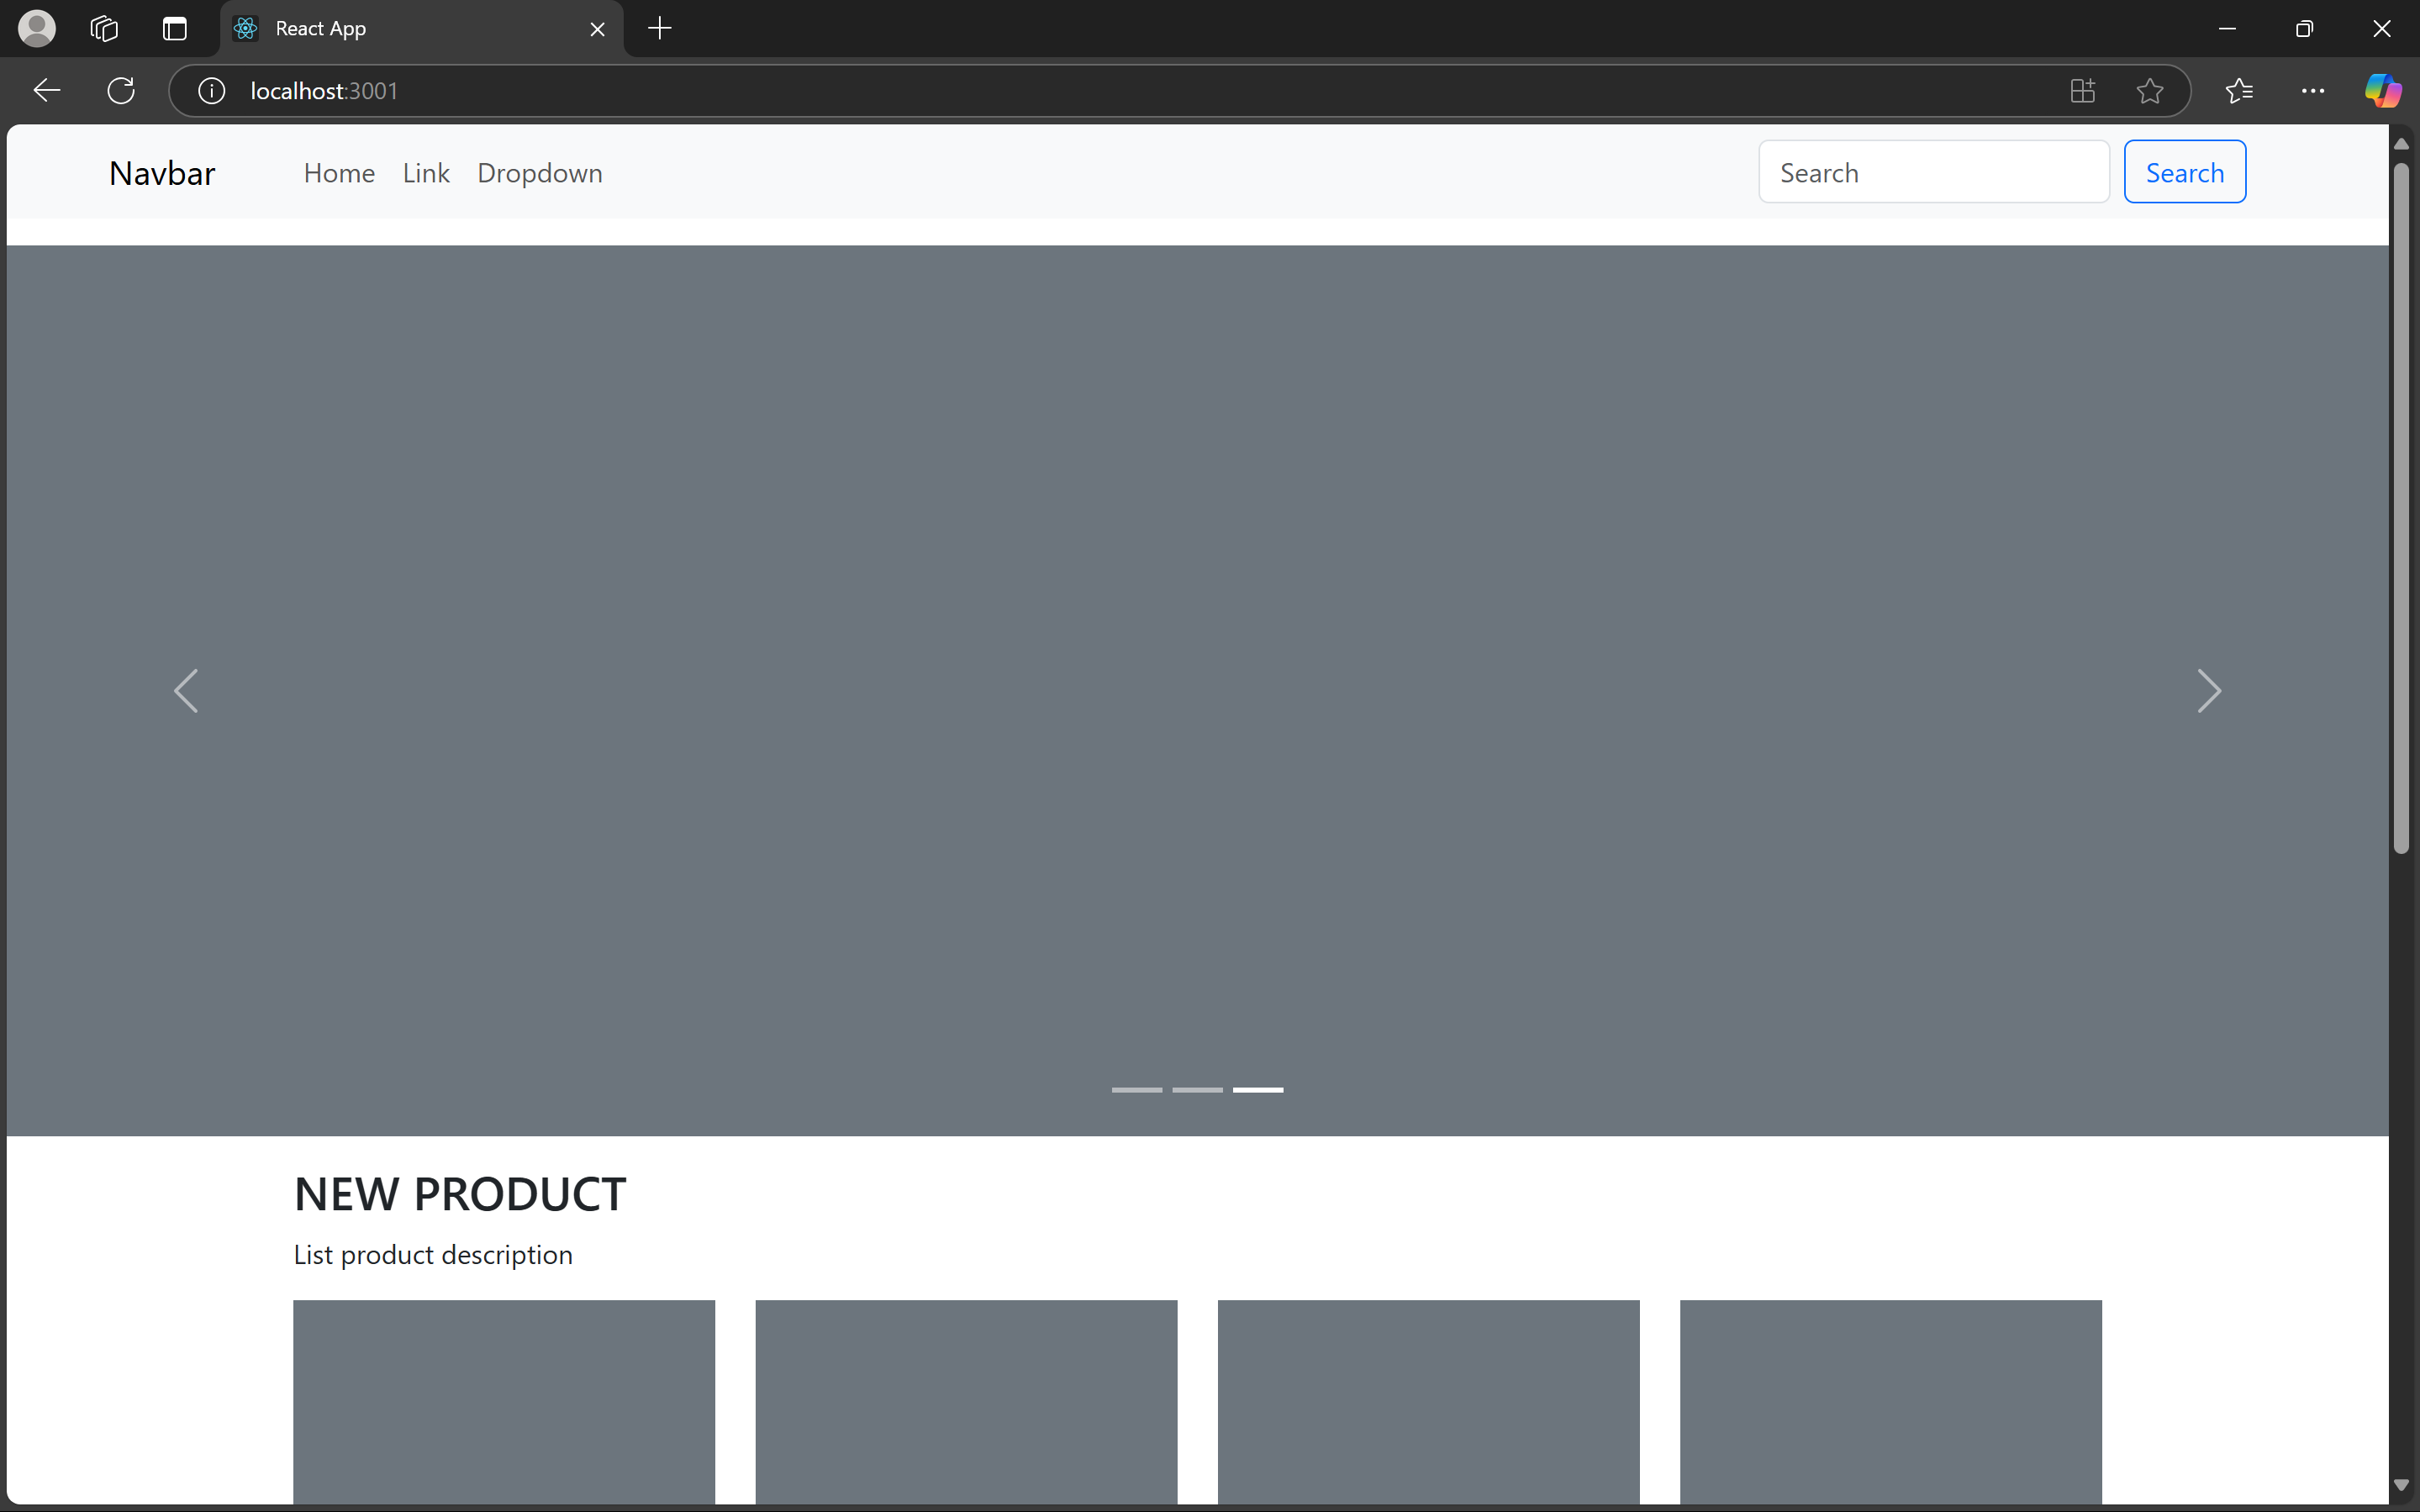 React App
localhost:3001
Navbar Home Link Dropdown Search Search
NEW PRODUCT
List product description